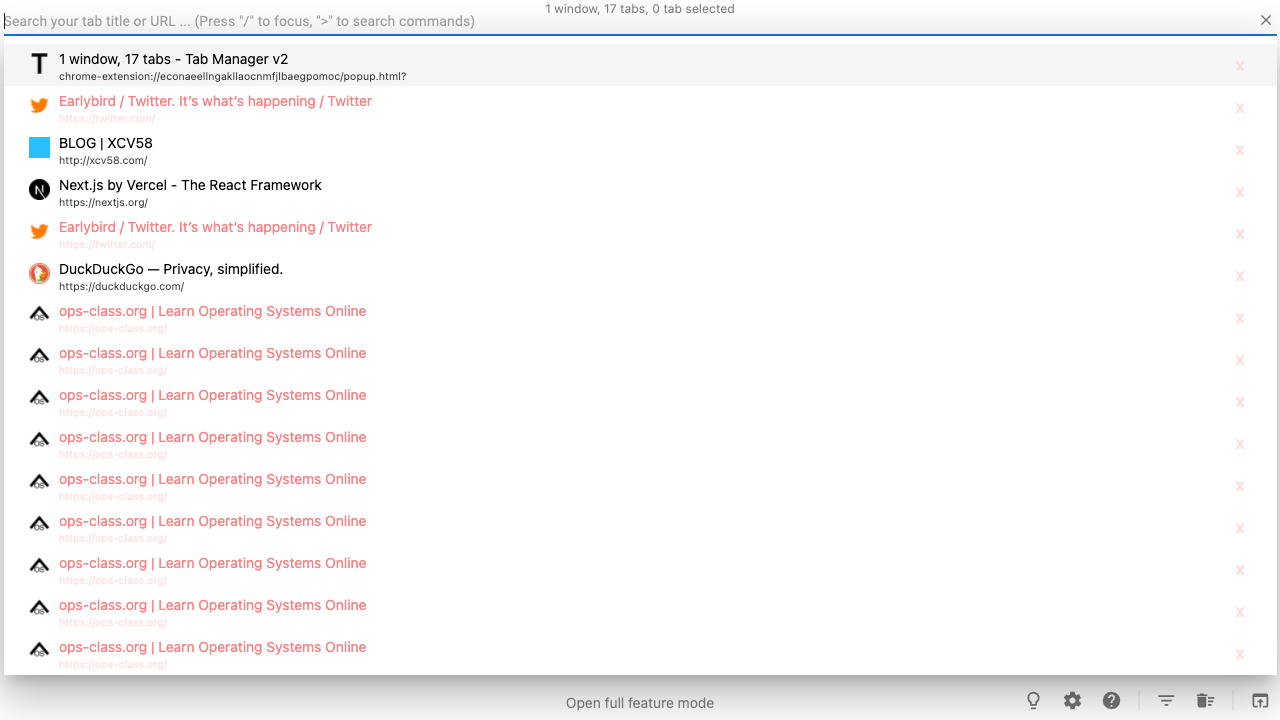 1 window, 17 tabs, 0 tab selected
Search your tab title or URL ... (Press "/" to focus, ">" to search commands)
T
1 window, 17 tabs - Tab Manager v2
X
chrome-extension://econaeellngakllaocnmfjlbaegpomoc/popup.html?
Earlybird / Twitter. It's what's happening / Twitter
X
https://twitter.com/
BLOG | XCV58
X
http://xcv58.com/
N
Next.js by Vercel - The React Framework
X
https://nextjs.org/
Earlybird / Twitter. It's what's happening / Twitter
X
https://twitter.com/
DuckDuckGo — Privacy, simplified.
X
https://duckduckgo.com/
OS
ops-class.org | Learn Operating Systems Online
X
https://ops-class.org/
OS
ops-class.org | Learn Operating Systems Online
X
https://ops-class.org/
OS
ops-class.org | Learn Operating Systems Online
X
https://ops-class.org/
OS
ops-class.org | Learn Operating Systems Online
X
https://ops-class.org/
OS
ops-class.org | Learn Operating Systems Online
X
https://ops-class.org/
OS
ops-class.org | Learn Operating Systems Online
X
https://ops-class.org/
OS
ops-class.org | Learn Operating Systems Online
X
https://ops-class.org/
OS
ops-class.org | Learn Operating Systems Online
X
https://ops-class.org/
OS
ops-class.org | Learn Operating Systems Online
X
https://ops-class.org/
Open full feature mode